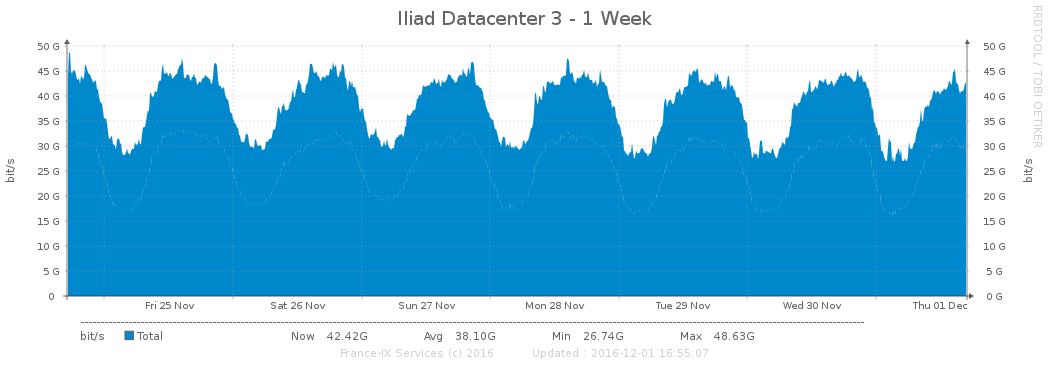 Iliad Datacenter 3 - 1 Week
RRDTOOL / TOBI OETIKER
50 G 50 G
45 G 45 G
40 G 40 G
35 G 35 G
30 G 30 G
25 G 25 G
20 G 20 G
15 G 15 G
10 G 10 G
5 G 5 G
0 0 G
bit/s bit/s
Fri 25 Nov Sat 26 Nov Sun 27 Nov Mon 28 Nov Tue 29 Nov Wed 30 Nov Thu 01 Dec
bit/s Total Now 42.42G Avg 38.10G Min 26.74G Max 48.63G
France-IX Services (c) 2016 Updated : 2016-12-01 16:55:07